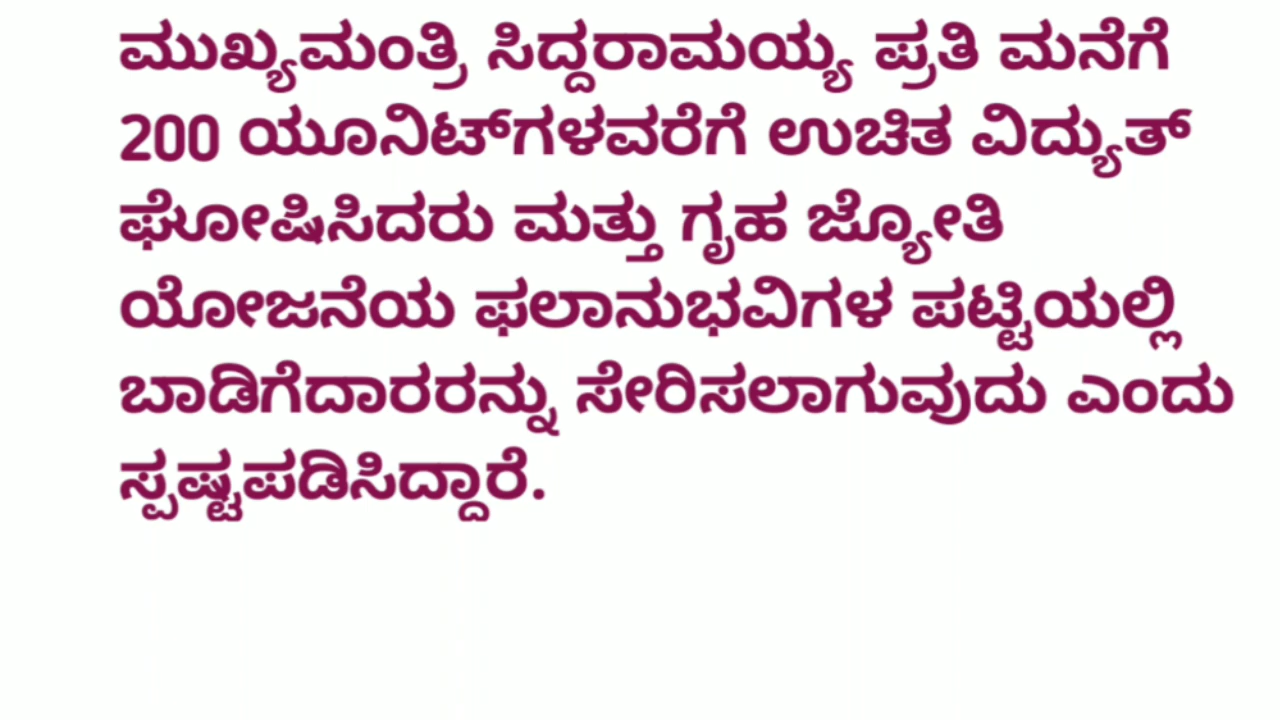 ಮುಖ್ಯಮಂತ್ರಿ ಸಿದ್ದರಾಮಯ್ಯ ಪ್ರತಿ ಮನೆಗೆ
200 ಯೂನಿಟ್‌ಗಳವರೆಗೆ ಉಚಿತ ವಿದ್ಯುತ್
ಘೋಷಿಸಿದರು ಮತ್ತು ಗೃಹ ಜ್ಯೋತಿ
ಯೋಜನೆಯ ಫಲಾನುಭವಿಗಳ ಪಟ್ಟಿಯಲ್ಲಿ
ಬಾಡಿಗೆದಾರರನ್ನು ಸೇರಿಸಲಾಗುವುದು ಎಂದು
ಸ್ಪಷ್ಟಪಡಿಸಿದ್ದಾರೆ.